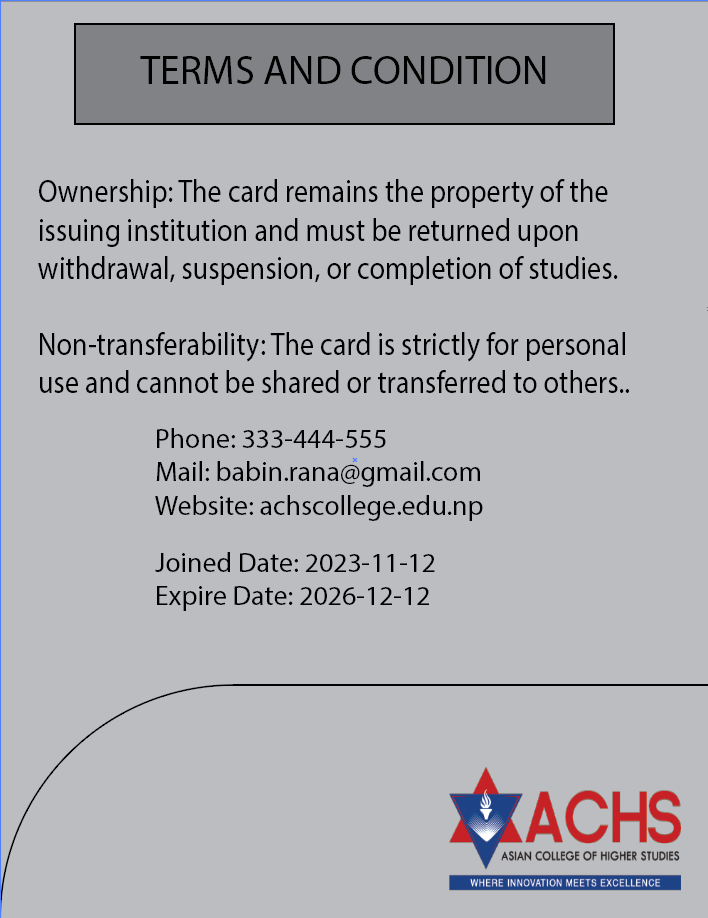 TERMS AND CONDITION
Ownership: The card remains the property of the
issuing institution and must be returned upon
withdrawal, suspension, or completion of studies.
Non-transferability: The card is strictly for personal
use and cannot be shared or transferred to others..
Phone: 333-444-555
Mail: babin.rana@gmail.com
Website: achscollege.edu.np
Joined Date: 2023-11-12
Expire Date: 2026-12-12
ACHS
ASIAN COLLEGE OF HIGHER STUDIES
WHERE INNOVATION MEETS EXCELLENCE